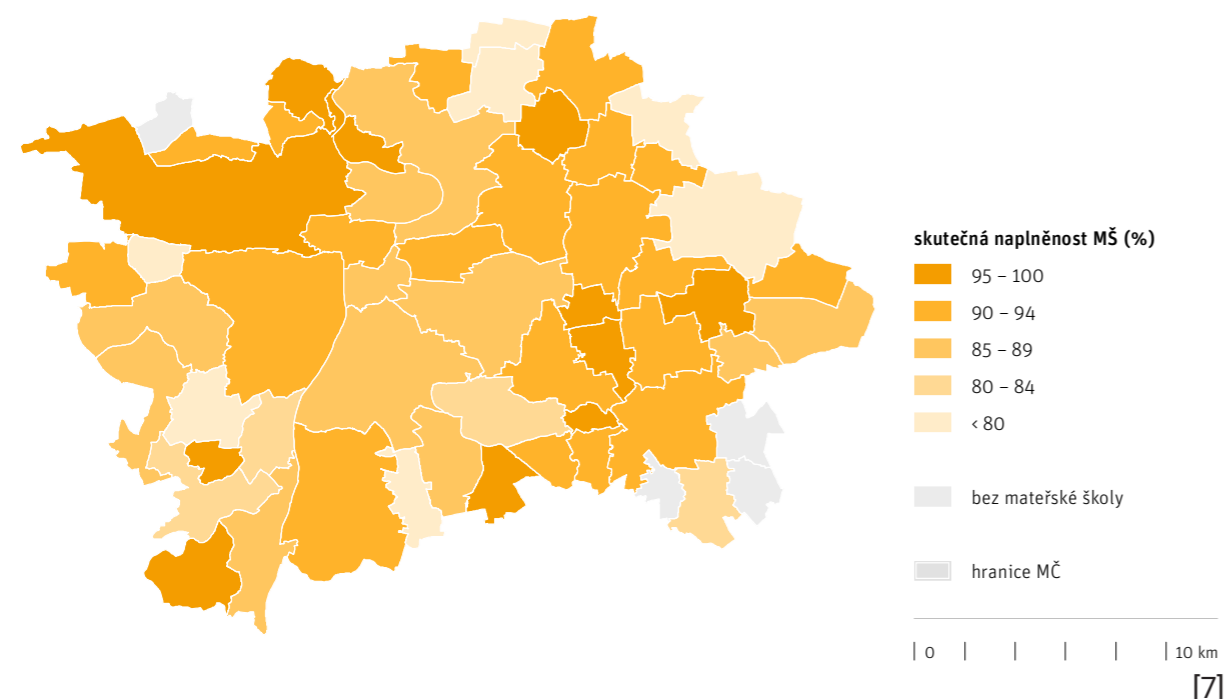 skutečná naplněnost MŠ (%)
95 – 100
90 – 94
85 – 89
80 – 84
< 80
bez mateřské školy
hranice MČ
0
10 km
[7]